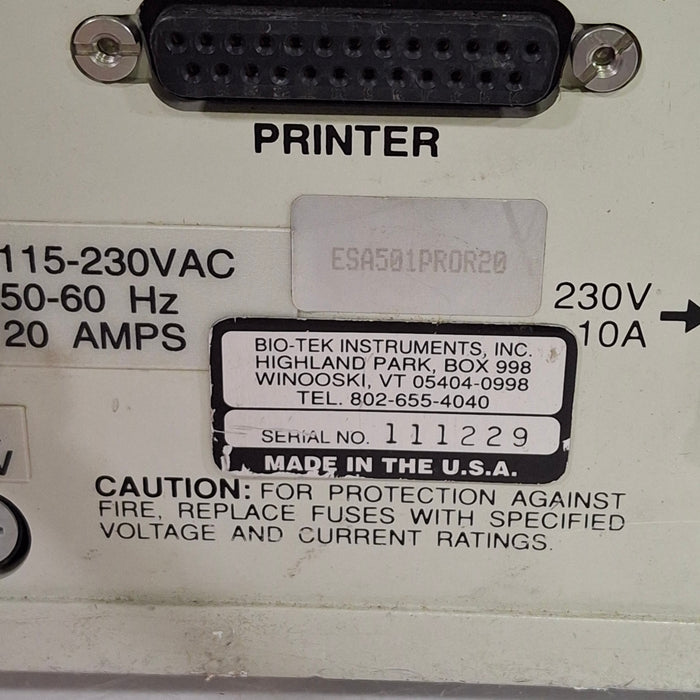 PRINTER
ESA501PROR20
115-230VAC
50-60 Hz
20 AMPS
230V
10A
BIO-TEK INSTRUMENTS, INC.
HIGHLAND PARK, BOX 998
WINOOSKI, VT 05404-0998
TEL. 802-655-4040
SERIAL NO. 111229
MADE IN THE U.S.A.
CAUTION: FOR PROTECTION AGAINST
FIRE, REPLACE FUSES WITH SPECIFIED
VOLTAGE AND CURRENT RATINGS.